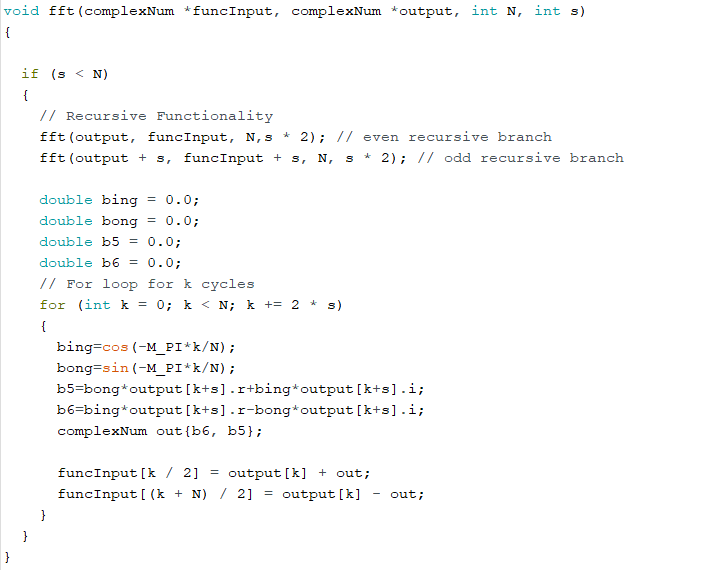 void fft(complexNum *funcInput, complexNum *output, int N, int s)
{
if (s < N)
{
// Recursive Functionality
fft(output, funcInput, N,s * 2); // even recursive branch
fft(output + s, funcInput + s, N, s * 2); // odd recursive branch
double bing = 0.0;
double bong = 0.0;
double b5 = 0.0;
double b6 = 0.0;
// For loop for k cycles
for (int k = 0; k < N; k += 2 * s)
{
bing=cos(-M_PI*k/N);
bong=sin(-M_PI*k/N);
b5=bong*output[k+s].r+bing*output[k+s].i;
b6=bing*output[k+s].r-bong*output[k+s].i;
complexNum out{b6, b5};
funcInput[k / 2] = output[k] + out;
funcInput[(k + N) / 2] = output[k] - out;
}
}
}